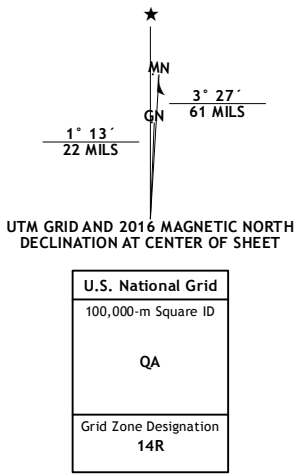 MN
3° 27´
61 MILS
GN
1° 13´
22 MILS
UTM GRID AND 2016 MAGNETIC NORTH
DECLINATION AT CENTER OF SHEET
U.S. National Grid
100,000-m Square ID
QA
Grid Zone Designation
14R